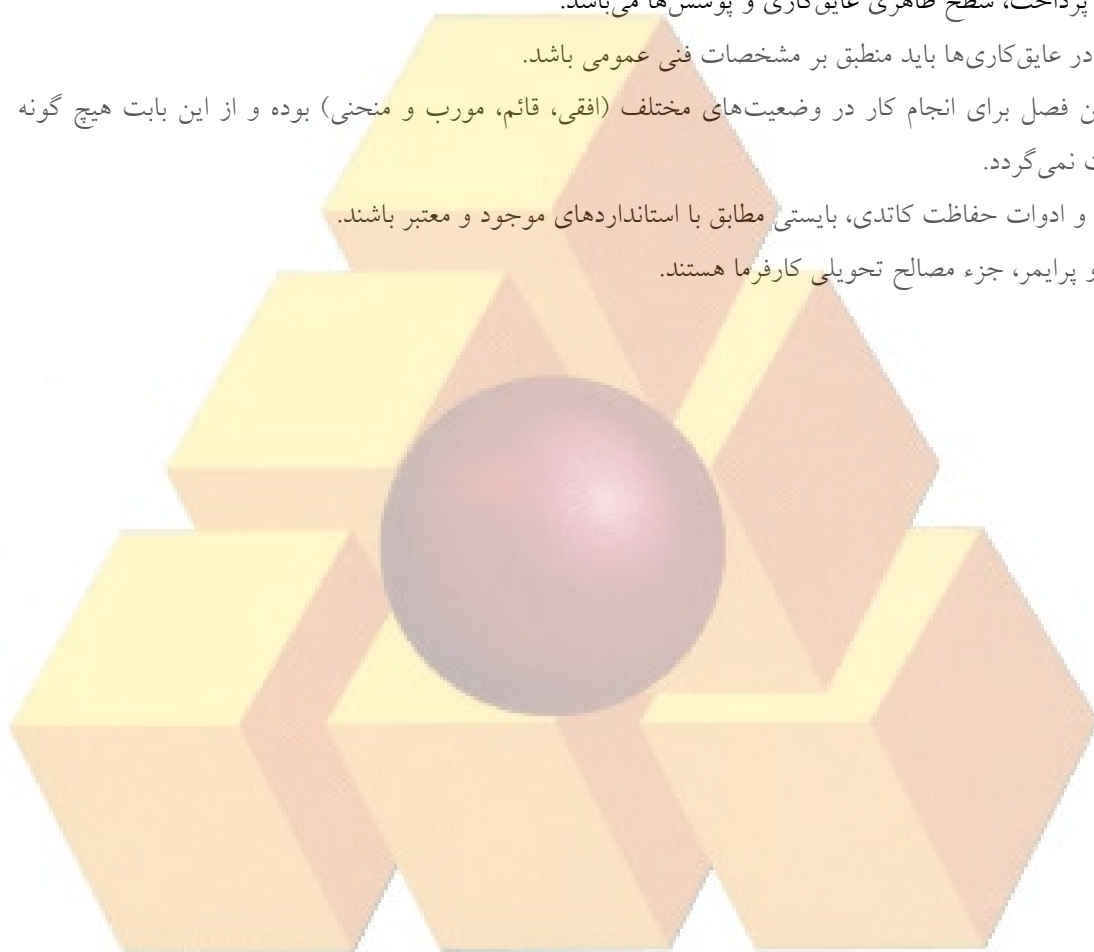 پرداخت، سطح ظاهری عایق‌کاری و پوشش‌ها می‌باشد.
در عایق‌کاری‌ها باید منطبق بر مشخصات فنی عمومی باشد.
فصل برای انجام کار در وضعیت‌های مختلف (افقی، قائم، مورب و منحنی) بوده و از این بابت هیچ گونه
نمی‌گردد.
و ادوات حفاظت کاتدی، بایستی مطابق با استانداردهای موجود و معتبر باشند.
و پرایمر، جزء مصالح تحویلی کارفرما هستند.